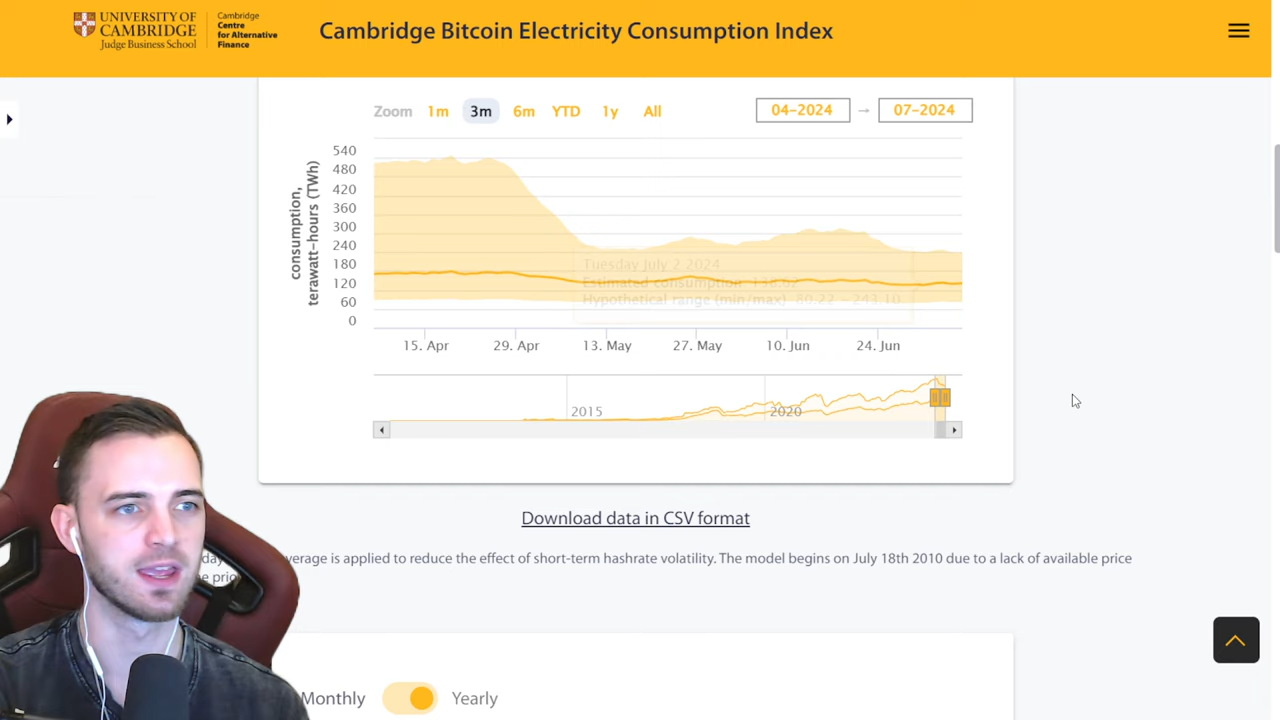 UNIVERSITY OF
CAMBRIDGE
Judge Business School
Cambridge
Centre
for Alternative
Finance
Cambridge Bitcoin Electricity Consumption Index
Zoom 1m 3m 6m YTD 1y All
04-2024 → 07-2024
consumption,
terawatt-hours (TWh)
540
480
420
360
300
240
180
120
60
0
Tuesday July 2 2024
Estimated consumption
Hypothetical range (min/max) 80.22 - 243.10
15. Apr 29. Apr 13. May 27. May 10. Jun 24. Jun
2015 2020
Download data in CSV format
verage is applied to reduce the effect of short-term hashrate volatility. The model begins on July 18th 2010 due to a lack of available price
Monthly Yearly